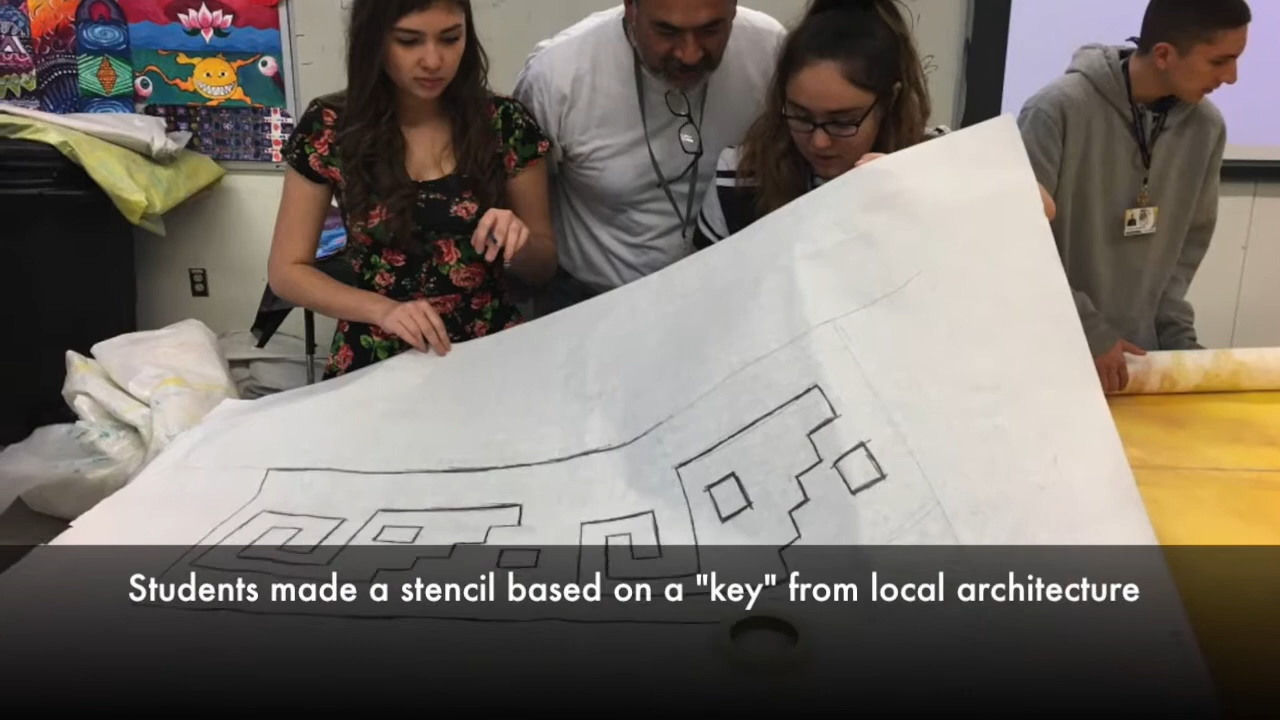 Students made a stencil based on a "key" from local architecture